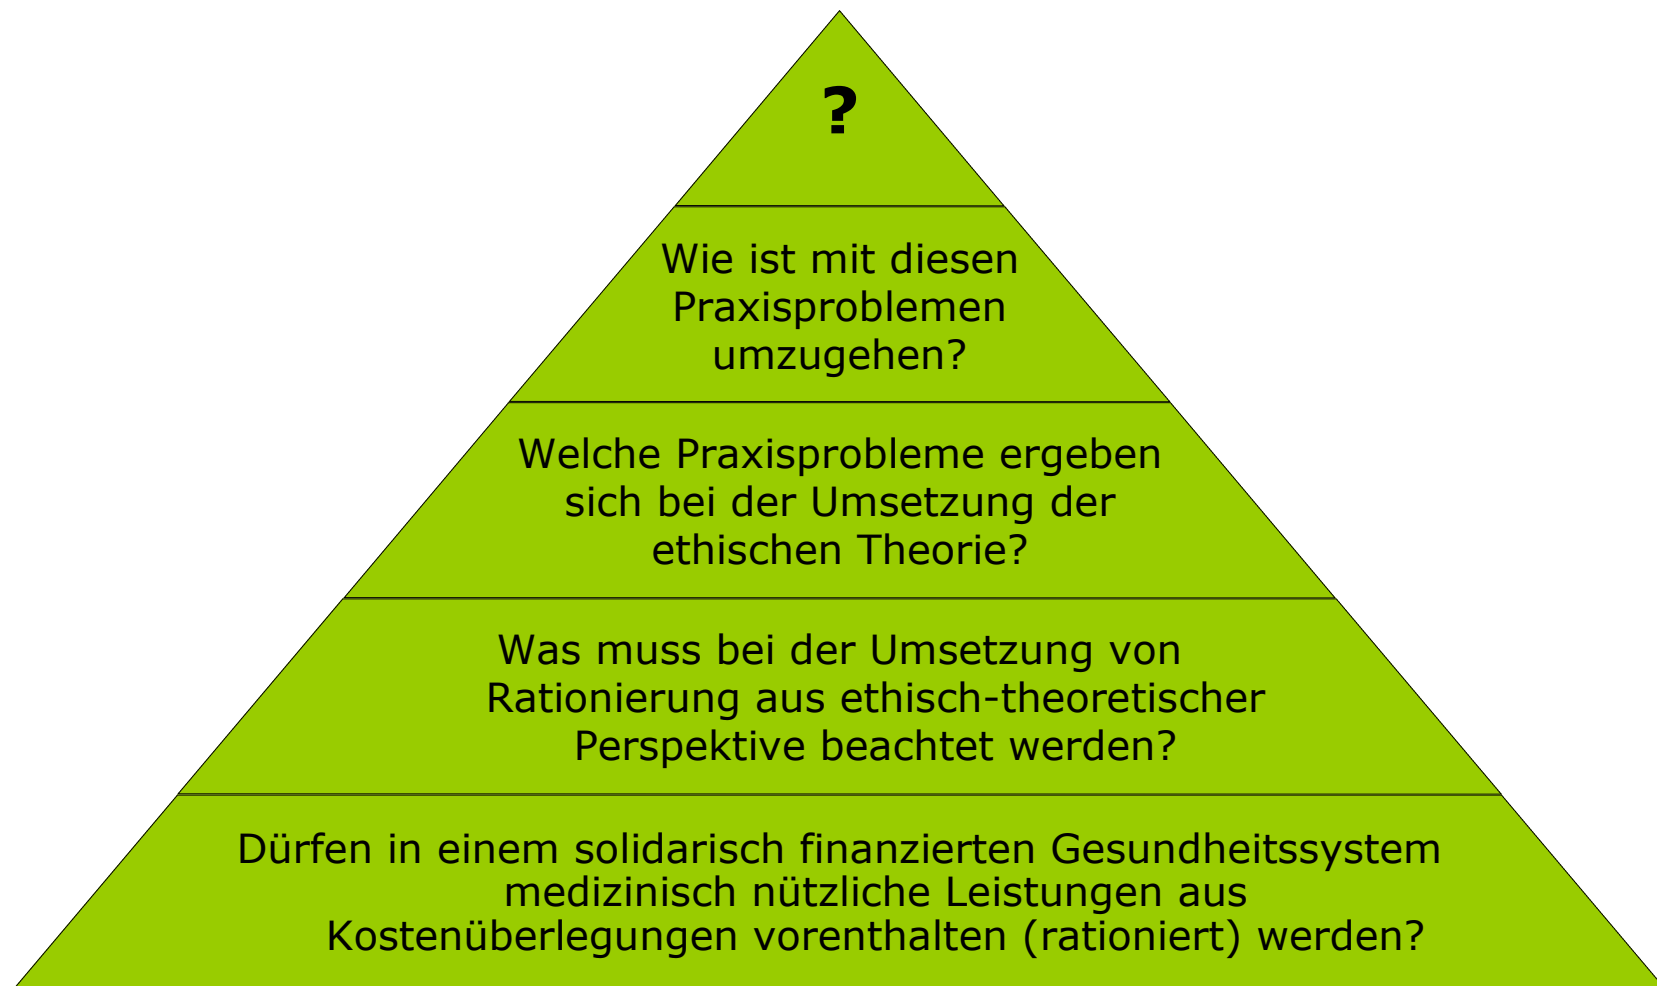 ?
Wie ist mit diesen
Praxisproblemen
umzugehen?
Welche Praxisprobleme ergeben
sich bei der Umsetzung der
ethischen Theorie?
Was muss bei der Umsetzung von
Rationierung aus ethisch-theoretischer
Perspektive beachtet werden?
Dürfen in einem solidarisch finanzierten Gesundheitssystem
medizinisch nützliche Leistungen aus
Kostenüberlegungen vorenthalten (rationiert) werden?